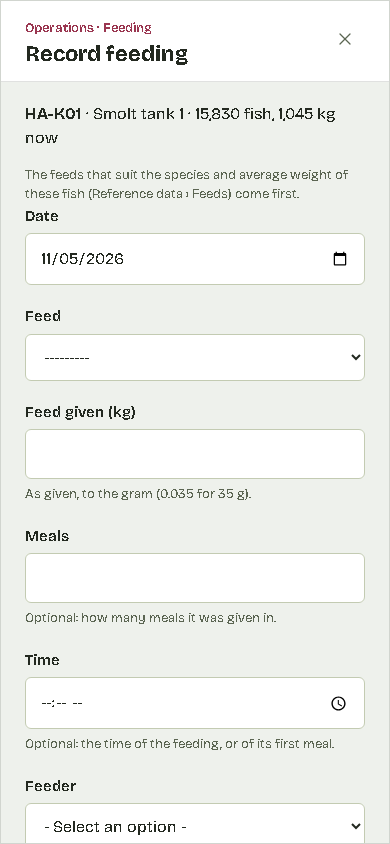 Operations · Feeding
Record feeding
HA-K01 · Smolt tank 1 · 15,830 fish, 1,045 kg
now
The feeds that suit the species and average weight of
these fish (Reference data › Feeds) come first.
Date
11/05/2026
Feed
---------
Feed given (kg)
As given, to the gram (0.035 for 35 g).
Meals
Optional: how many meals it was given in.
Time
--:-- --
Optional: the time of the feeding, or of its first meal.
Feeder
- Select an option -